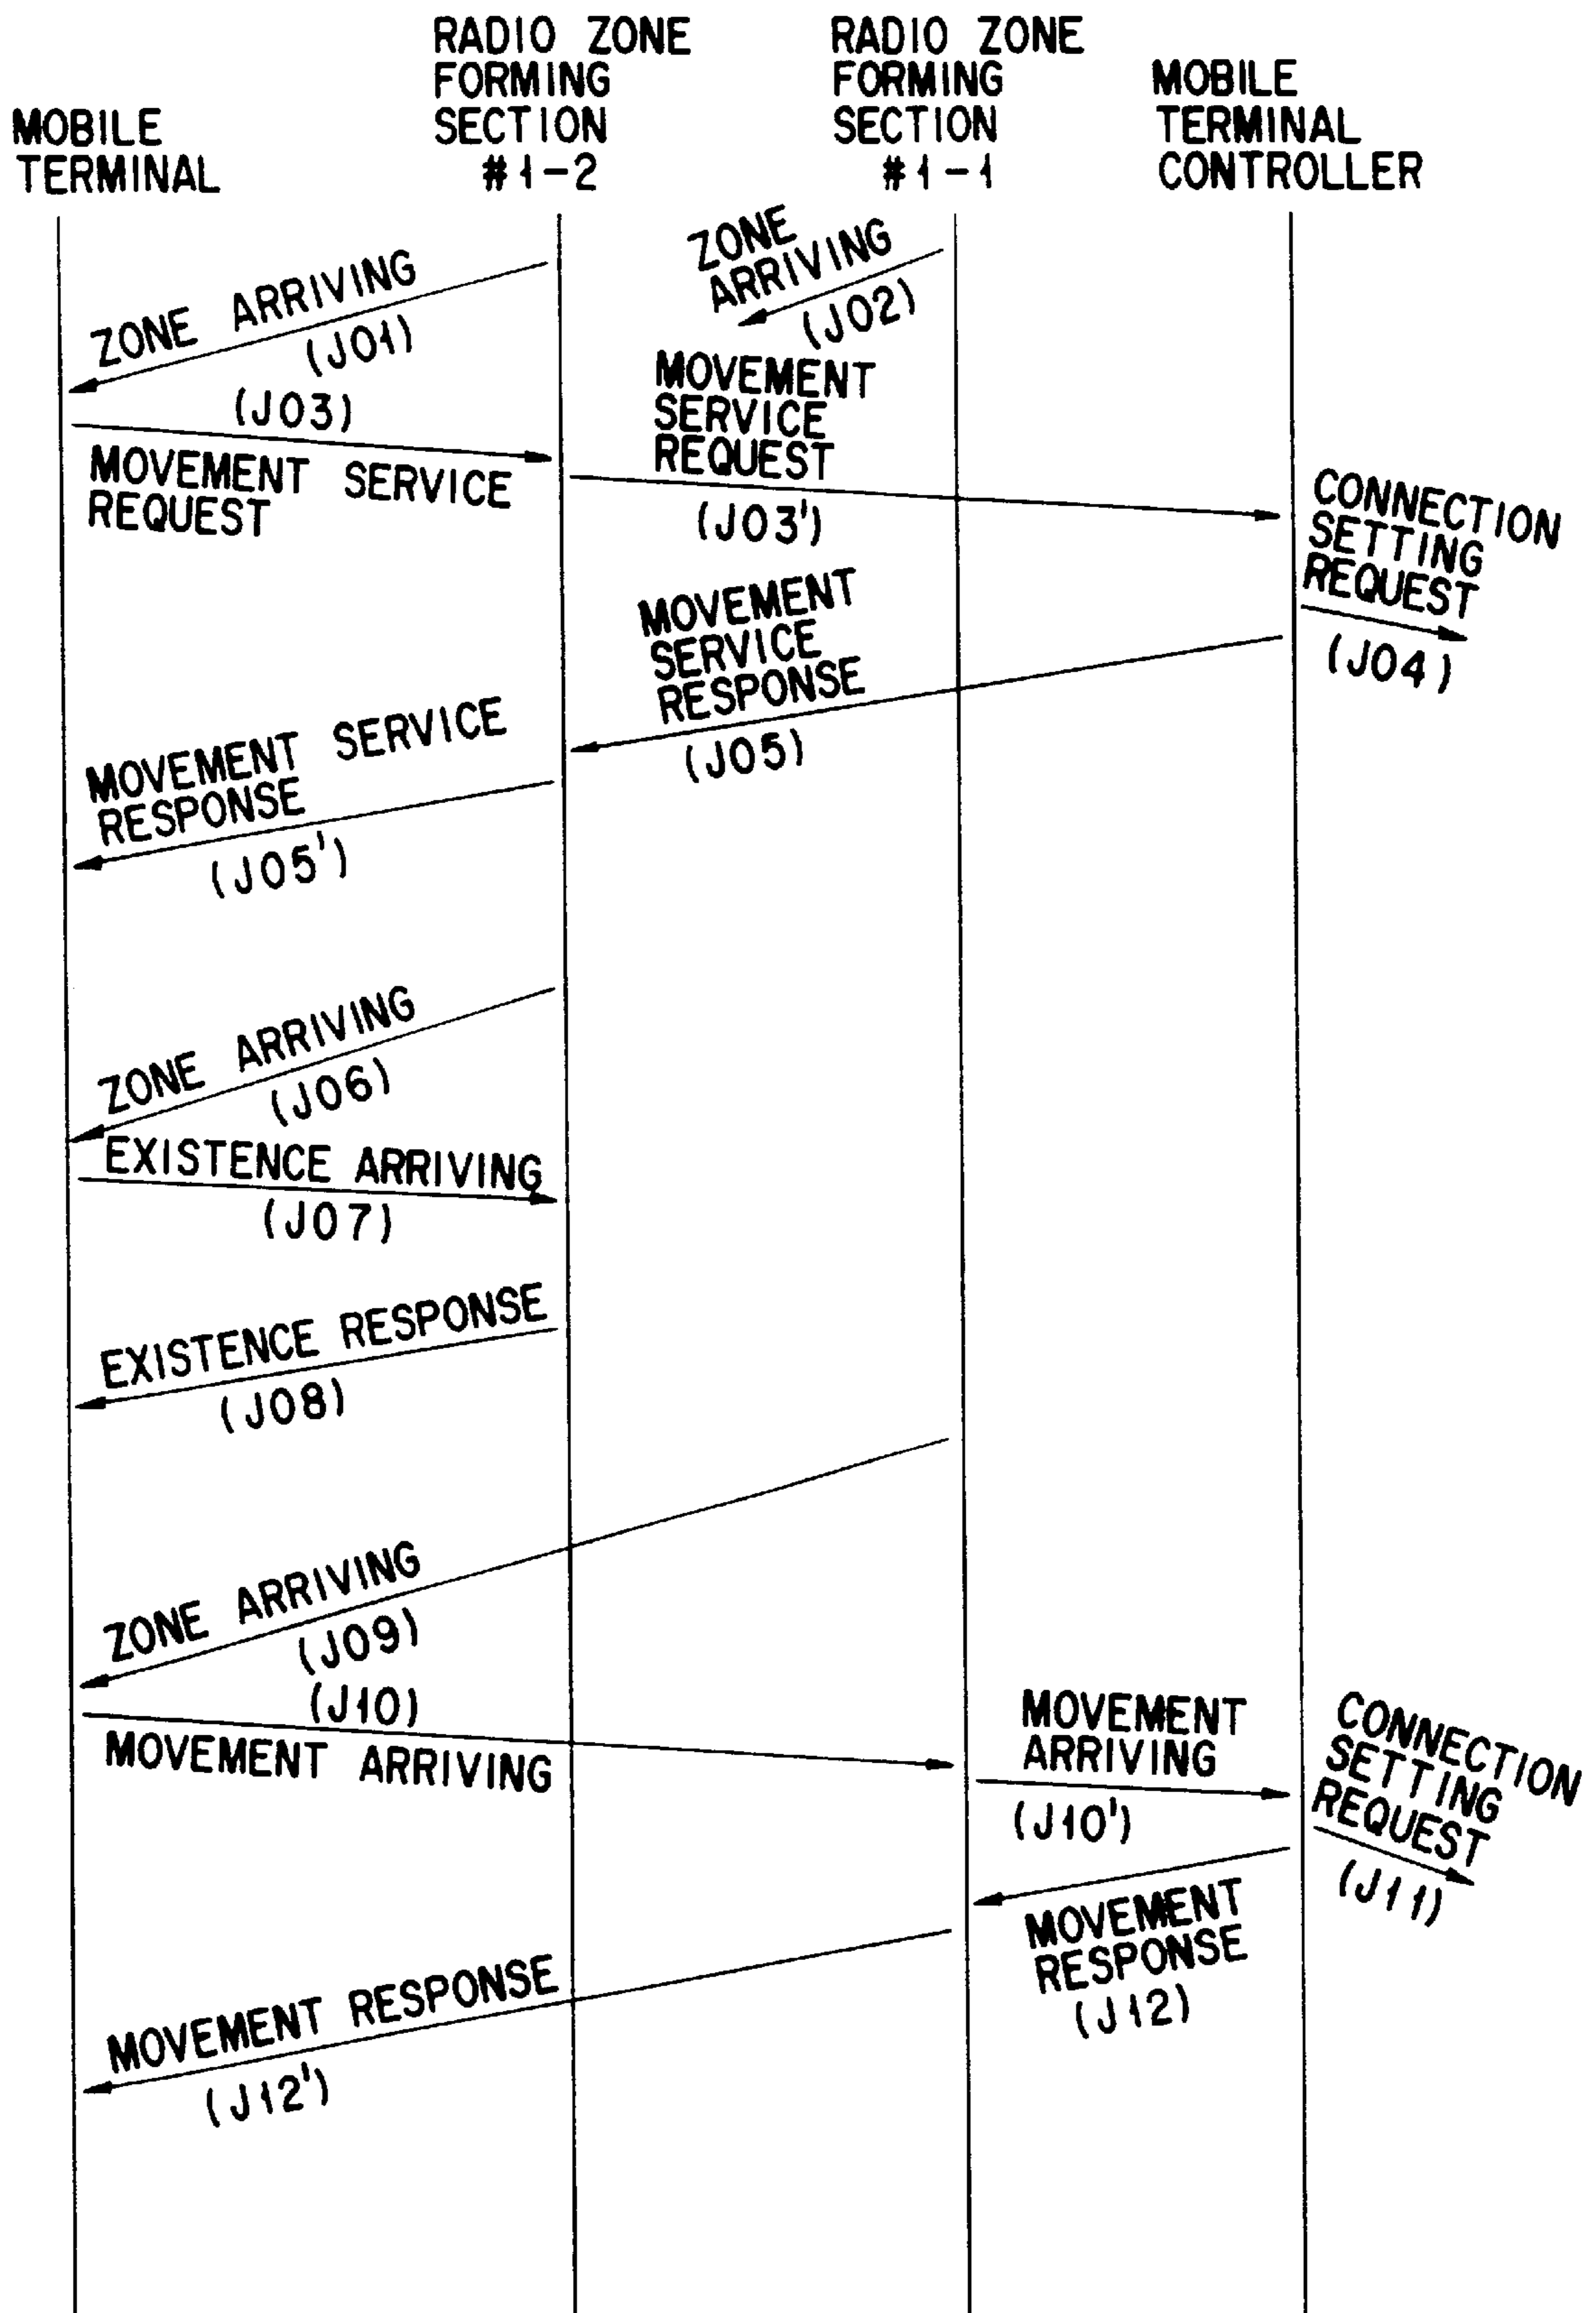 MOBILE
TERMINAL
RADIO ZONE
FORMING
SECTION
#1-2
RADIO ZONE
FORMING
SECTION
#1-1
MOBILE
TERMINAL
CONTROLLER
ZONE ARRIVING
(J01)
ZONE
ARRIVING
(J02)
(J03)
MOVEMENT SERVICE
REQUEST
MOVEMENT
SERVICE
REQUEST
(J03')
CONNECTION
SETTING
REQUEST
(J04)
MOVEMENT
SERVICE
RESPONSE
(J05)
MOVEMENT SERVICE
RESPONSE
(J05')
ZONE ARRIVING
(J06)
EXISTENCE ARRIVING
(J07)
EXISTENCE RESPONSE
(J08)
ZONE ARRIVING
(J09)
(J10)
MOVEMENT ARRIVING
MOVEMENT
ARRIVING
(J10')
CONNECTION
SETTING
REQUEST
(J11)
MOVEMENT
RESPONSE
(J12)
MOVEMENT RESPONSE
(J12')